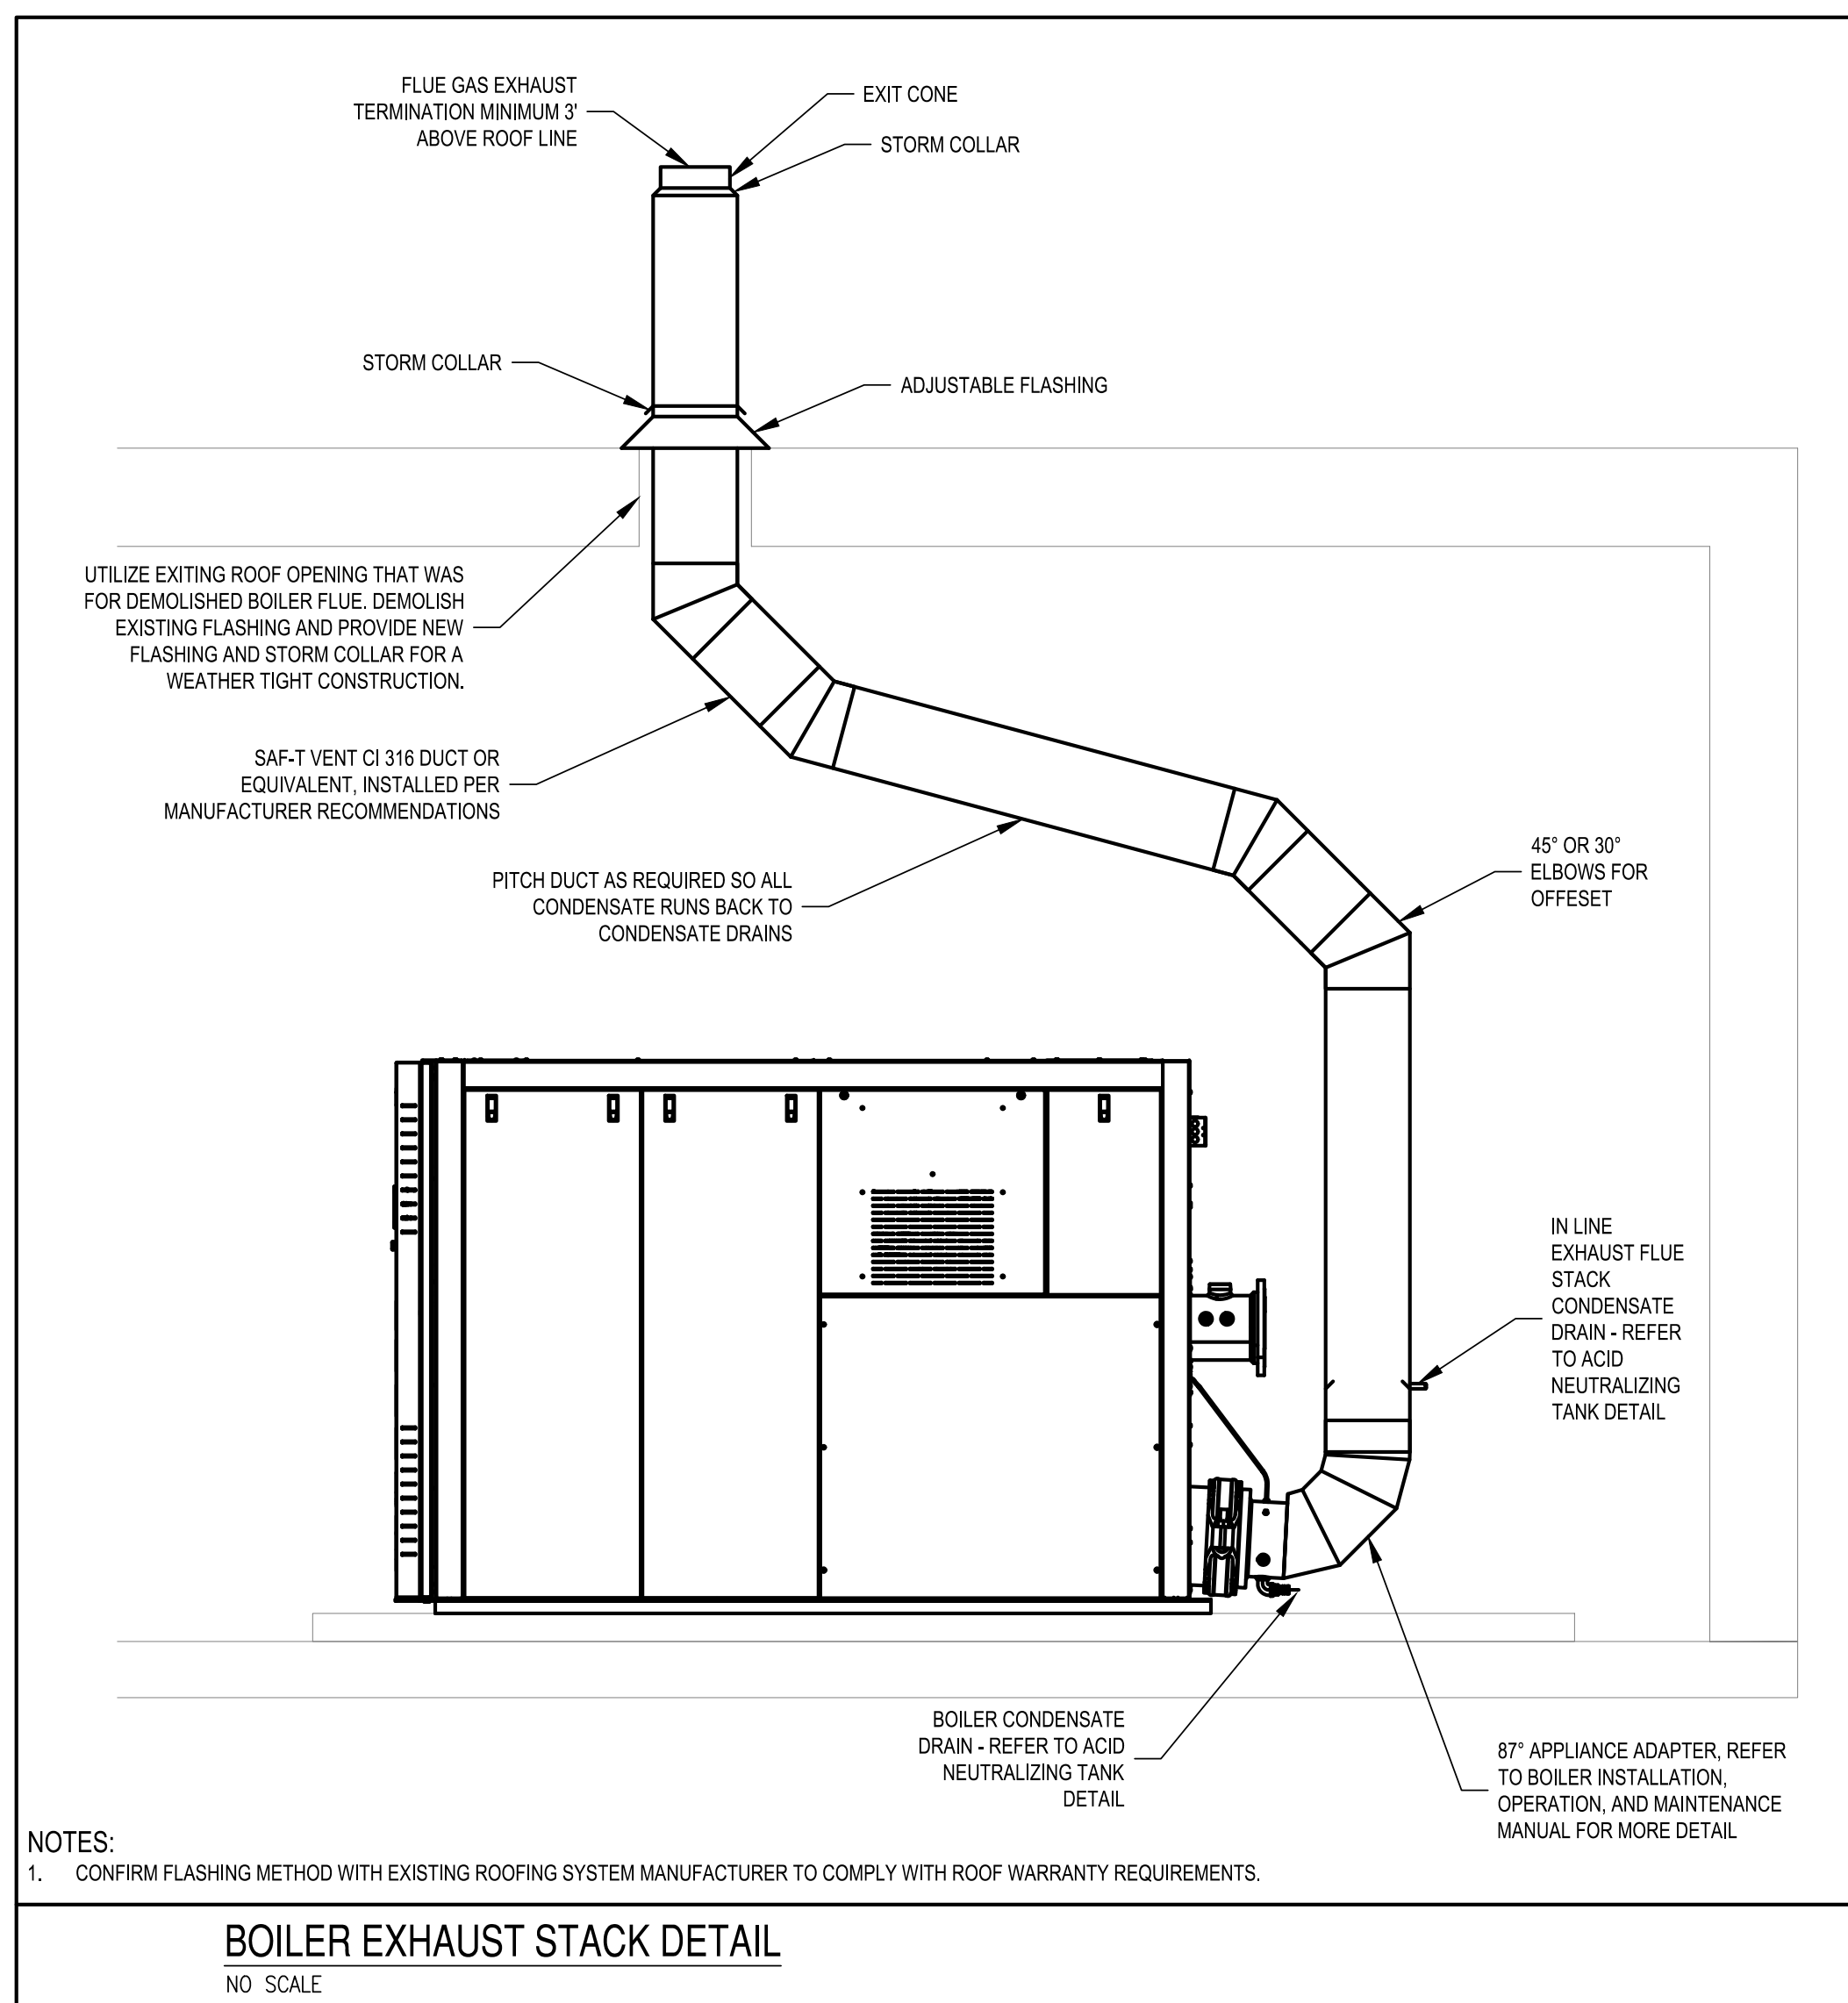 FLUE GAS EXHAUST
TERMINATION MINIMUM 3'
ABOVE ROOF LINE
EXIT CONE
STORM COLLAR
STORM COLLAR
ADJUSTABLE FLASHING
UTILIZE EXITING ROOF OPENING THAT WAS
FOR DEMOLISHED BOILER FLUE. DEMOLISH
EXISTING FLASHING AND PROVIDE NEW
FLASHING AND STORM COLLAR FOR A
WEATHER TIGHT CONSTRUCTION.
SAF-T VENT CI 316 DUCT OR
EQUIVALENT, INSTALLED PER
MANUFACTURER RECOMMENDATIONS
PITCH DUCT AS REQUIRED SO ALL
CONDENSATE RUNS BACK TO
CONDENSATE DRAINS
45° OR 30°
ELBOWS FOR
OFFESET
IN LINE
EXHAUST FLUE
STACK
CONDENSATE
DRAIN - REFER
TO ACID
NEUTRALIZING
TANK DETAIL
BOILER CONDENSATE
DRAIN - REFER TO ACID
NEUTRALIZING TANK
DETAIL
87° APPLIANCE ADAPTER, REFER
TO BOILER INSTALLATION,
OPERATION, AND MAINTENANCE
MANUAL FOR MORE DETAIL
NOTES:
1. CONFIRM FLASHING METHOD WITH EXISTING ROOFING SYSTEM MANUFACTURER TO COMPLY WITH ROOF WARRANTY REQUIREMENTS.
BOILER EXHAUST STACK DETAIL
NO SCALE